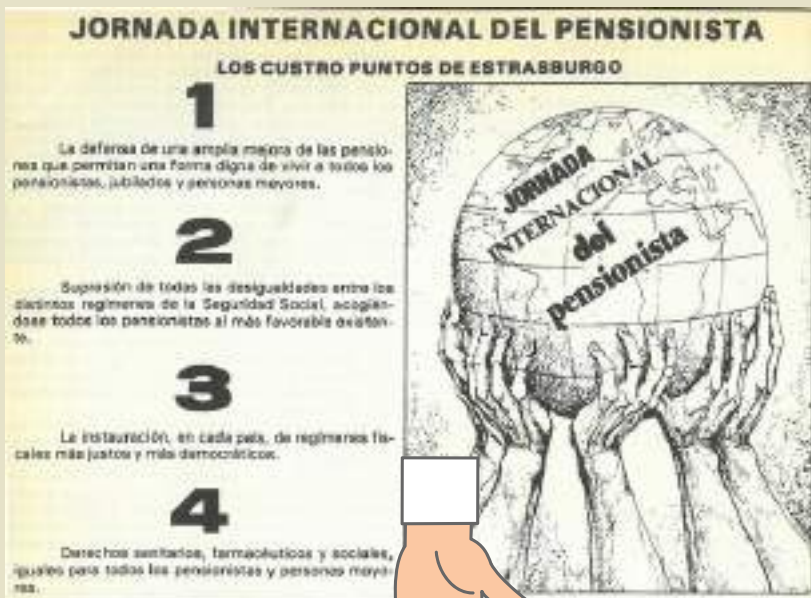 JORNADA INTERNACIONAL DEL PENSIONISTA
LOS CUSTRO PUNTOS DE ESTRASBURGO
1
La defensa de una amplia mejora de las pensio-
nes que permitan una forma digna de vivir a todos los
pensionistas, jubilados y personas mayores.
2
Supresión de todas las desigualdades entre los
distintos regímenes de la Seguridad Social, acogién-
dose todos los pensionistas al más favorable existen-
te.
3
La instauración, en cada país, de regímenes fis-
cales más justos y más democráticos.
4
Derechos sanitarios, farmacéuticos y sociales,
iguales para todos los pensionistas y personas mayo-
res.
JORNADA
INTERNACIONAL
del
pensionista